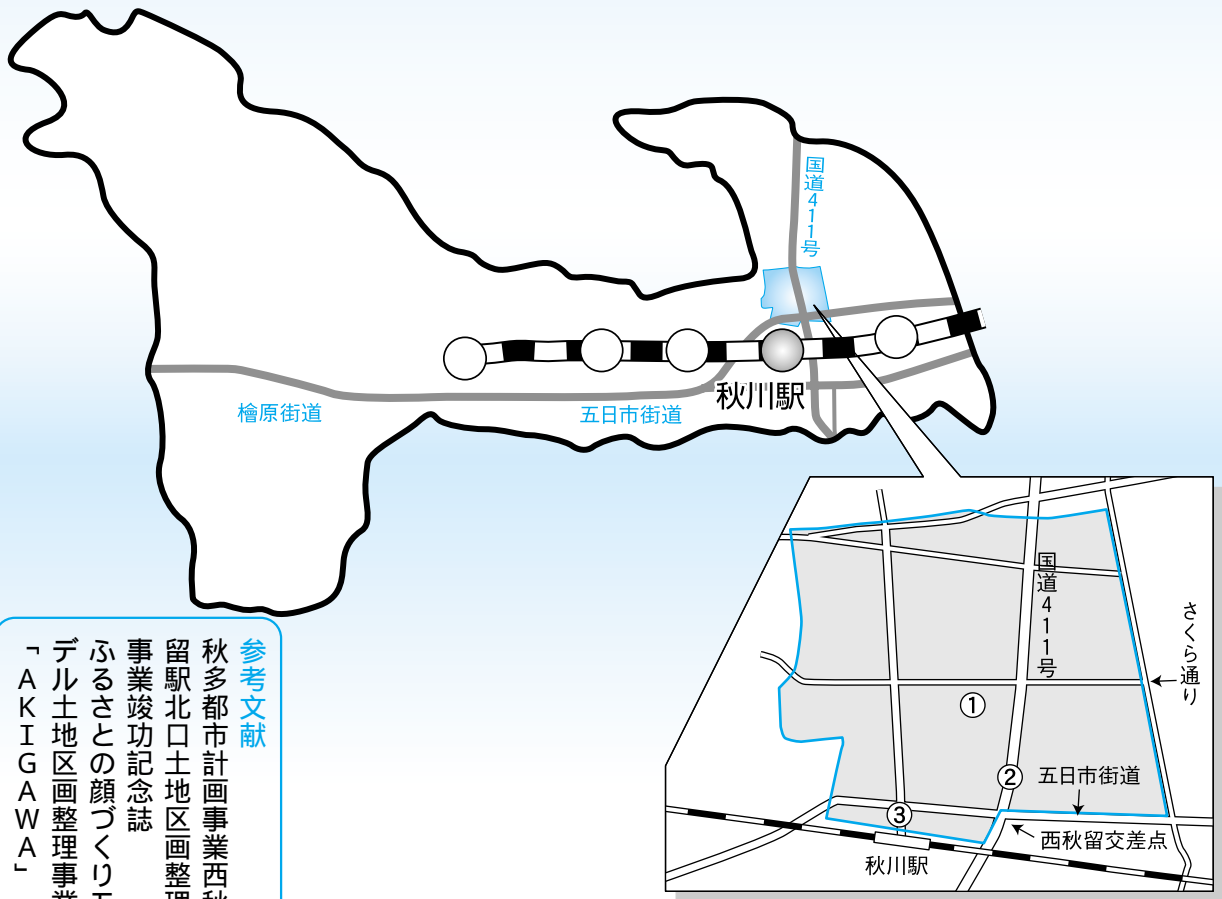 国道411号
秋川駅
檜原街道
五日市街道
国道411号
さくら通り
①
②
五日市街道
③
西秋留交差点
秋川駅
参考文献
秋多都市計画事業西秋
留駅北口土地区画整理
事業竣功記念誌
ふるさとの顔づくりモ
デル土地区画整理事業
「AKIGAWA」